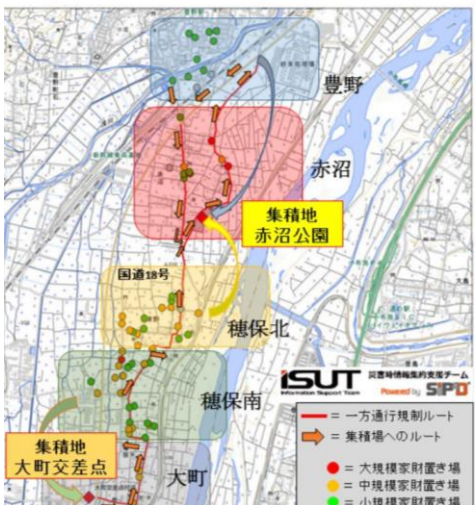 豊野
赤沼
集積地
赤沼公園
国道18号
穂保北
穂保南
集積地
大町交差点
大町
ISUT
Information Support Team
災害時情報集約支援チーム
Powered by SIP4D
= 一方通行規制ルート
= 集積場へのルート
= 大規模家財置き場
= 中規模家財置き場
= 小規模家財置き場